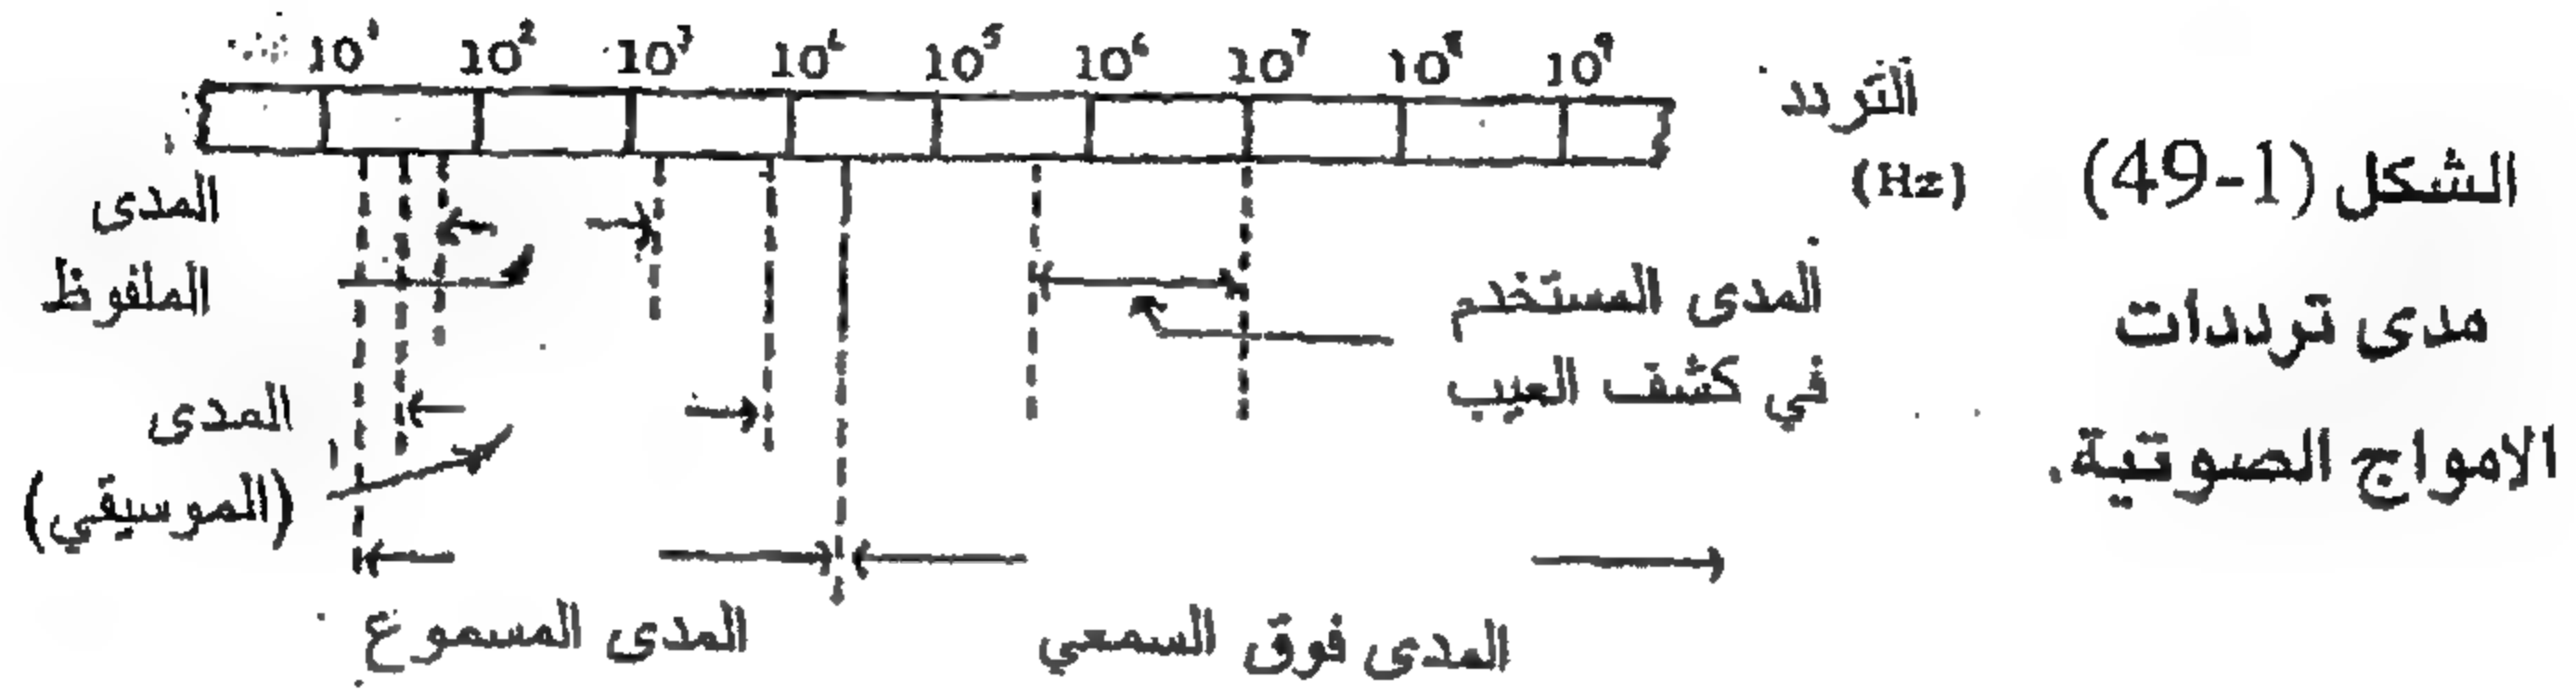 10¹ 10² 10³ 10⁴ 10⁵ 10⁶ 10⁷ 10⁸ 10⁹
التردد
(Hz)
الشكل (1-49)
مدى ترددات
الامواج الصوتية.
المدى
الملفوظ
المدى المستخدم
في كشف العيب
المدى
(الموسيقي)
المدى المسموع
المدى فوق السمعي